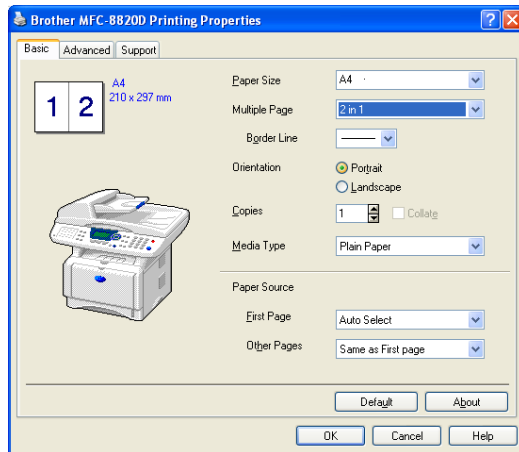 Brother MFC-8820D Printing Properties
Basic Advanced Support
A4
210 x 297 mm
1 2
Paper Size A4
Multiple Page 2 in 1
Border Line
Orientation Portrait
Landscape
Copies 1 Collate
Media Type Plain Paper
Paper Source
First Page Auto Select
Other Pages Same as First page
Default About
OK Cancel Help